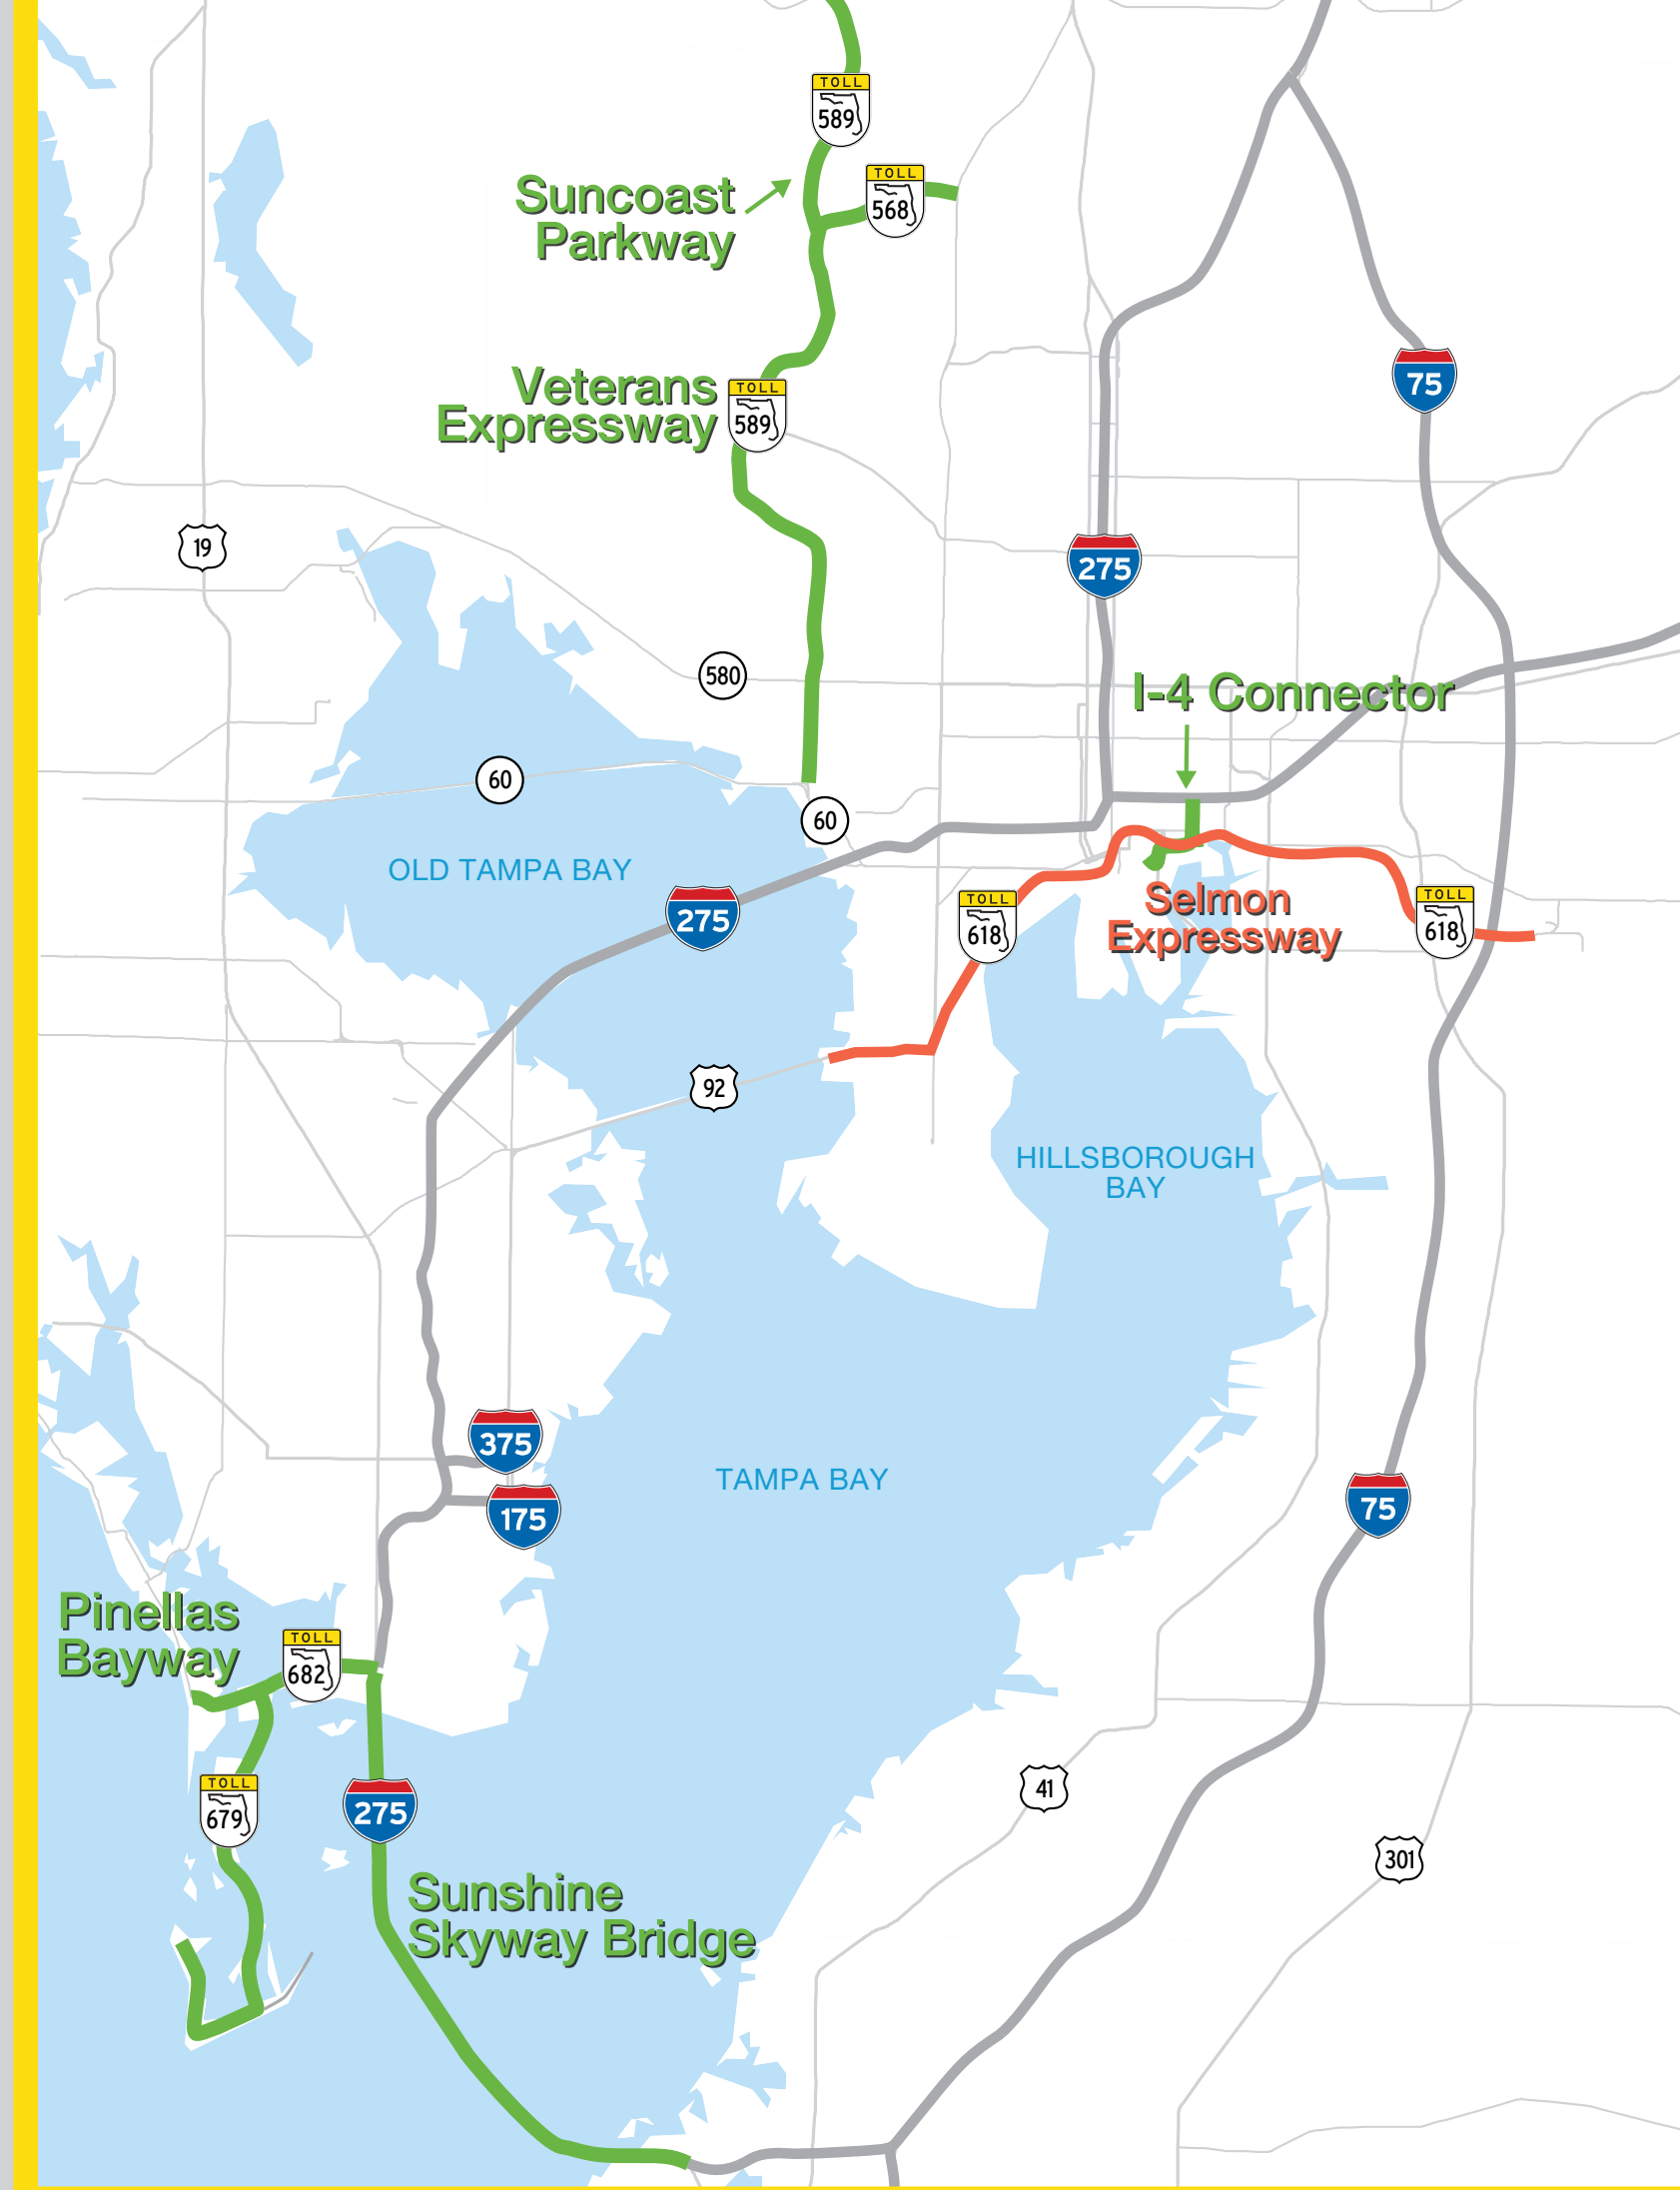 TOLL
589
Suncoast
Parkway
TOLL
568
Veterans
Expressway
TOLL
589
75
19
275
580
I-4 Connector
60
60
OLD TAMPA BAY
275
TOLL
618
Selmon
Expressway
TOLL
618
92
HILLSBOROUGH
BAY
375
TAMPA BAY
175
75
Pinellas
Bayway
TOLL
682
TOLL
679
275
41
301
Sunshine
Skyway Bridge